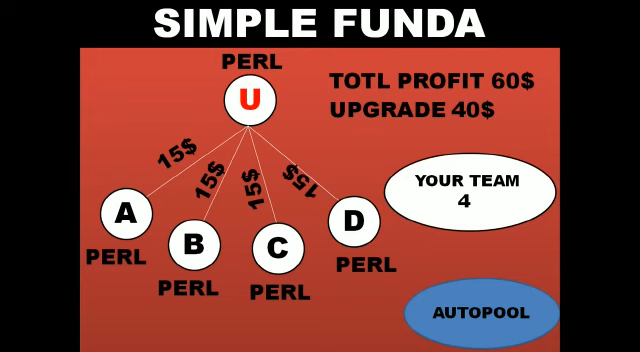 SIMPLE FUNDA
PERL
U
TOTL PROFIT 60$
UPGRADE 40$
15$
15$
15$
15$
A
B
C
D
PERL
PERL
PERL
PERL
YOUR TEAM
4
AUTOPOOL